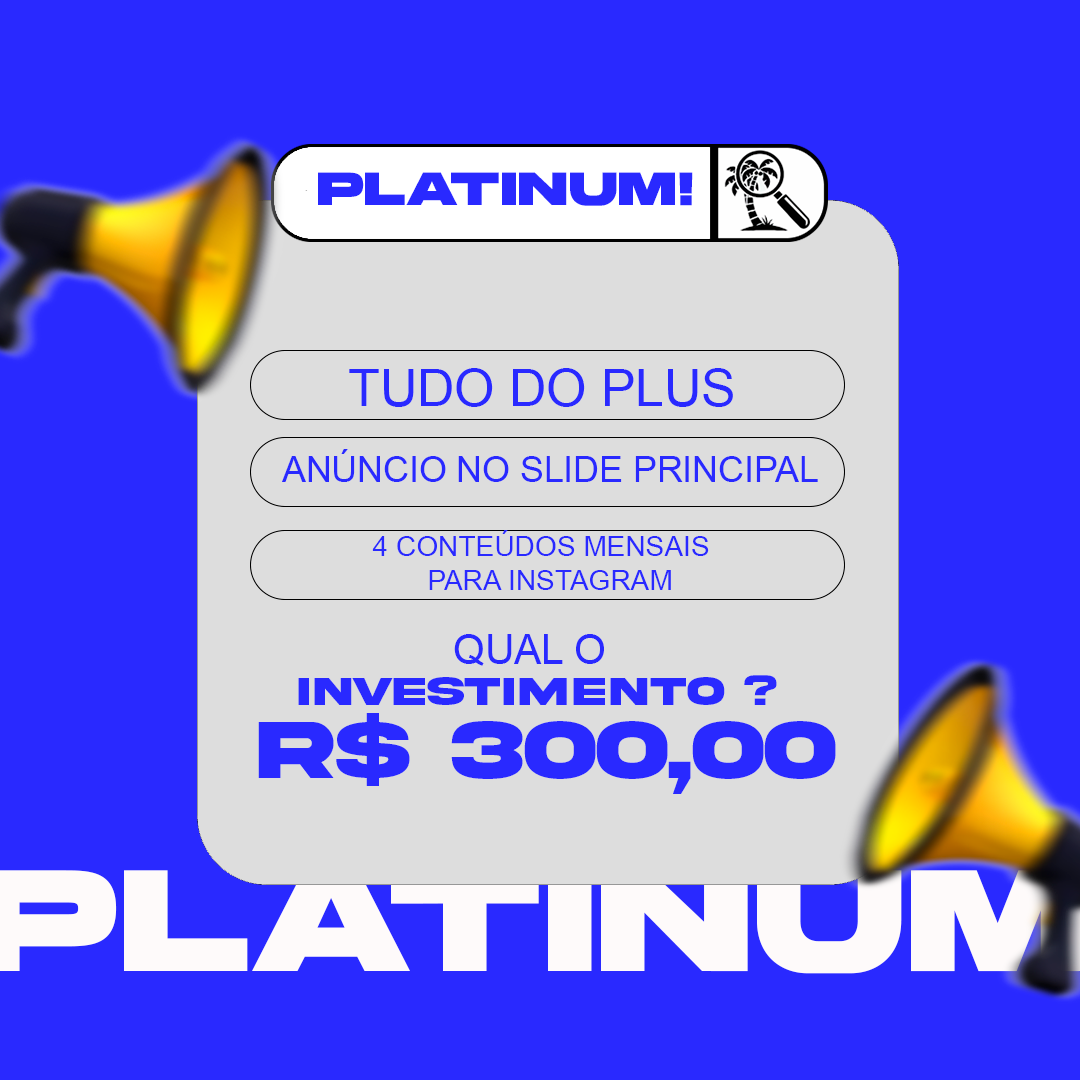 PLATINUM!
TUDO DO PLUS
ANÚNCIO NO SLIDE PRINCIPAL
4 CONTEÚDOS MENSAIS
PARA INSTAGRAM
QUAL O
INVESTIMENTO ?
R$ 300,00
PLATINUM